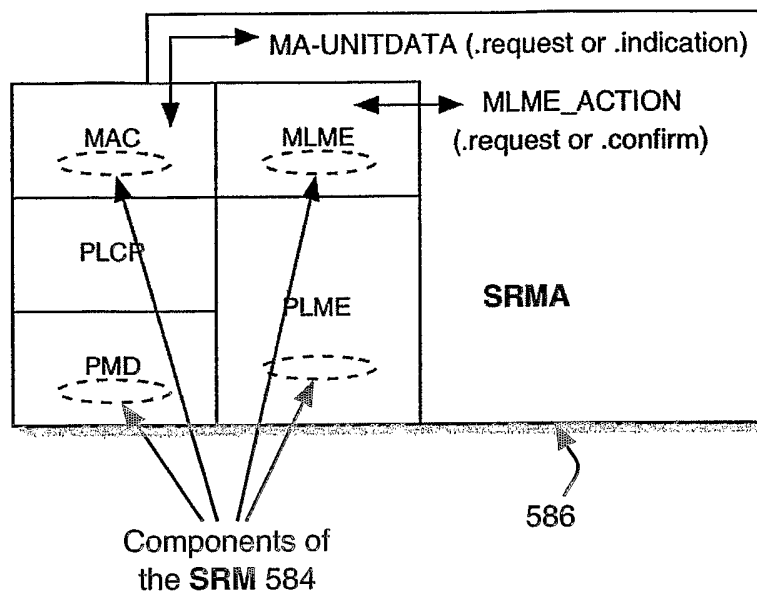 MA-UNITDATA (.request or .indication)
MLME_ACTION
(.request or .confirm)
MAC
MLME
PLCP
PLME
SRMA
PMD
586
Components of
the SRM 584